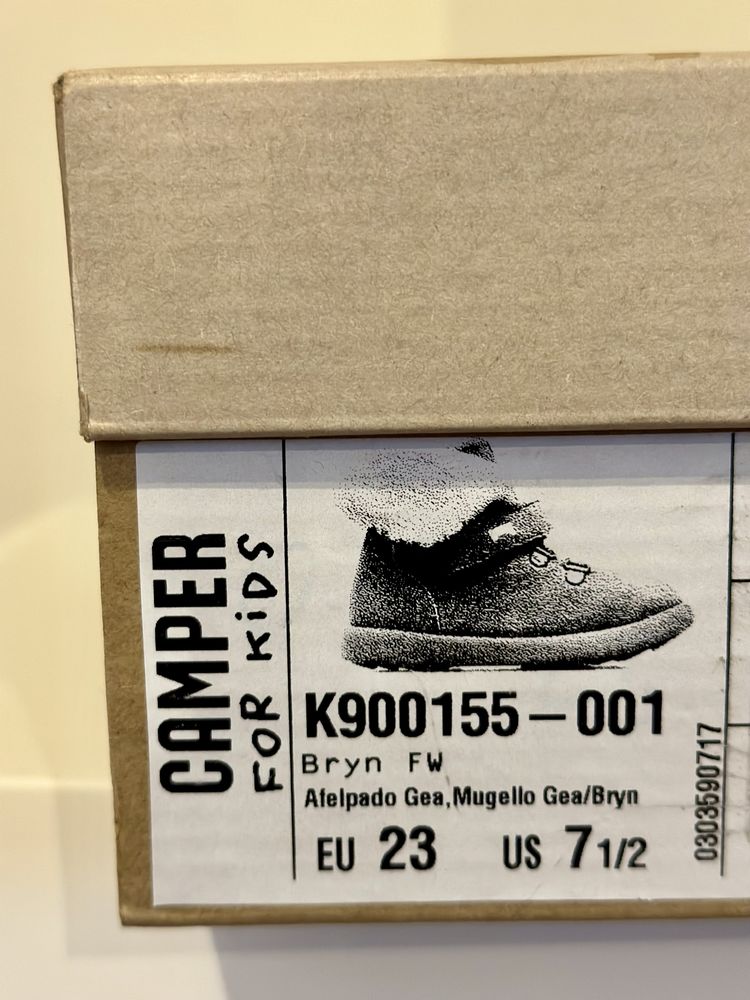 CAMPER
FOR KiDS
K900155-001
Bryn FW
Afelpado Gea,Mugello Gea/Bryn
EU 23 US 7 1/2
0303590717